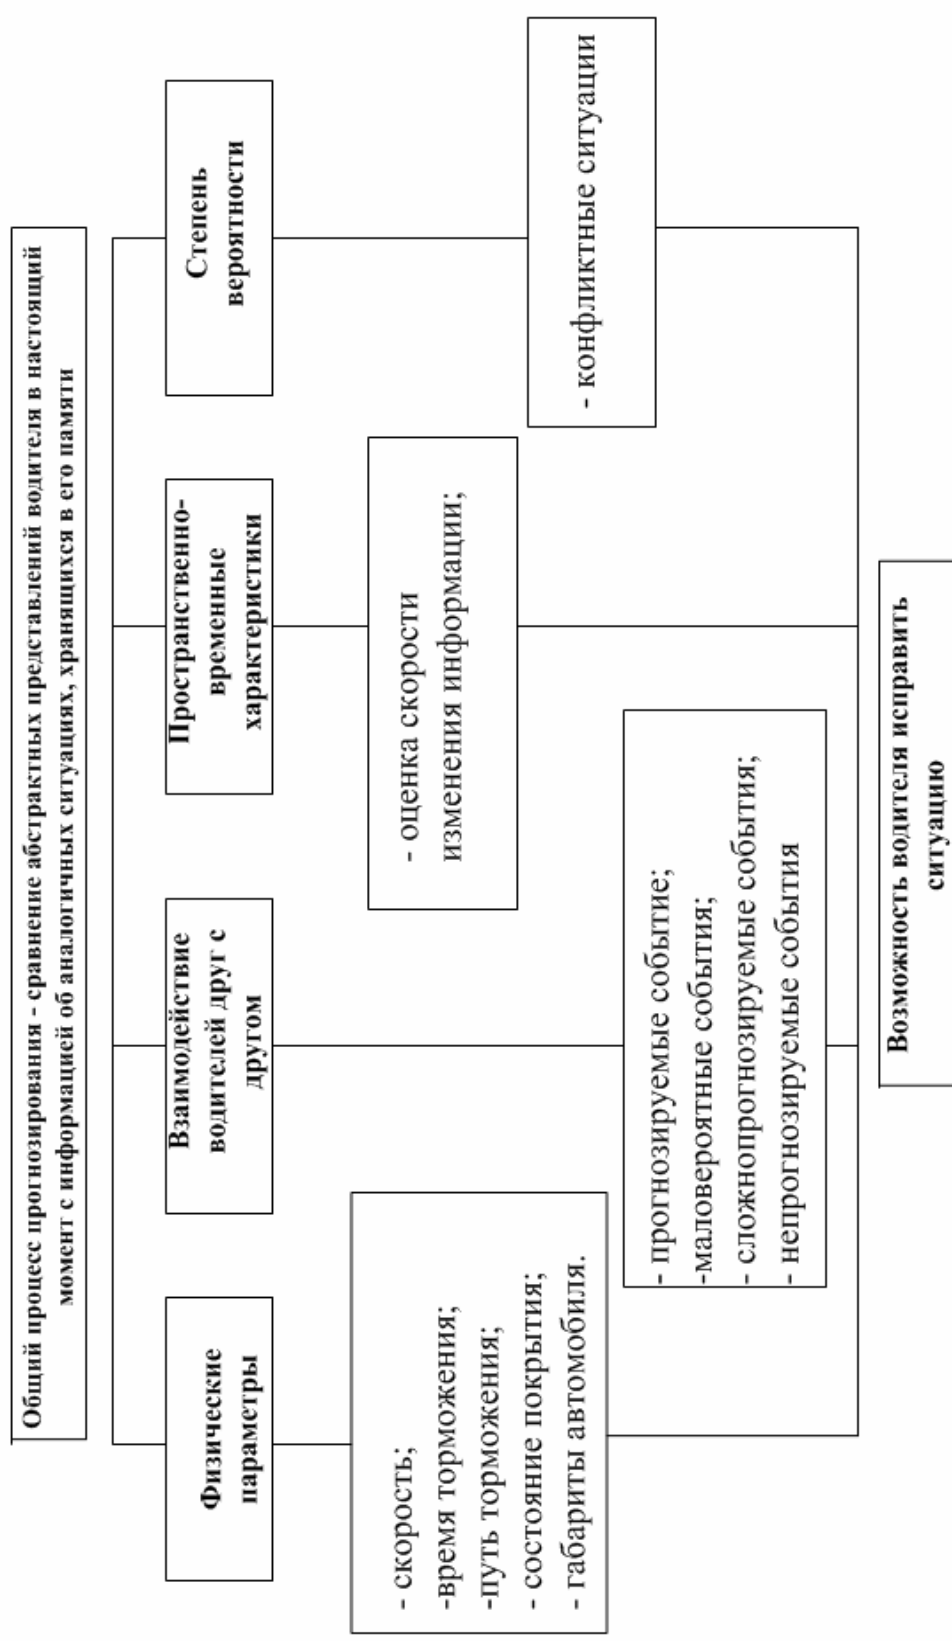 Общий процесс прогнозирования - сравнение абстрактных представлений водителя в настоящий
момент с информацией об аналогичных ситуациях, хранящихся в его памяти
Физические
параметры
Взаимодействие
водителей друг с
другом
Пространственно-
временные
характеристики
Степень
вероятности
- скорость;
-время торможения;
-путь торможения;
- состояние покрытия;
- габариты автомобиля.
- прогнозируемые событие;
-маловероятные события;
- сложнопрогнозируемые события;
- непрогнозируемые события
- оценка скорости
изменения информации;
- конфликтные ситуации
Возможность водителя исправить
ситуацию